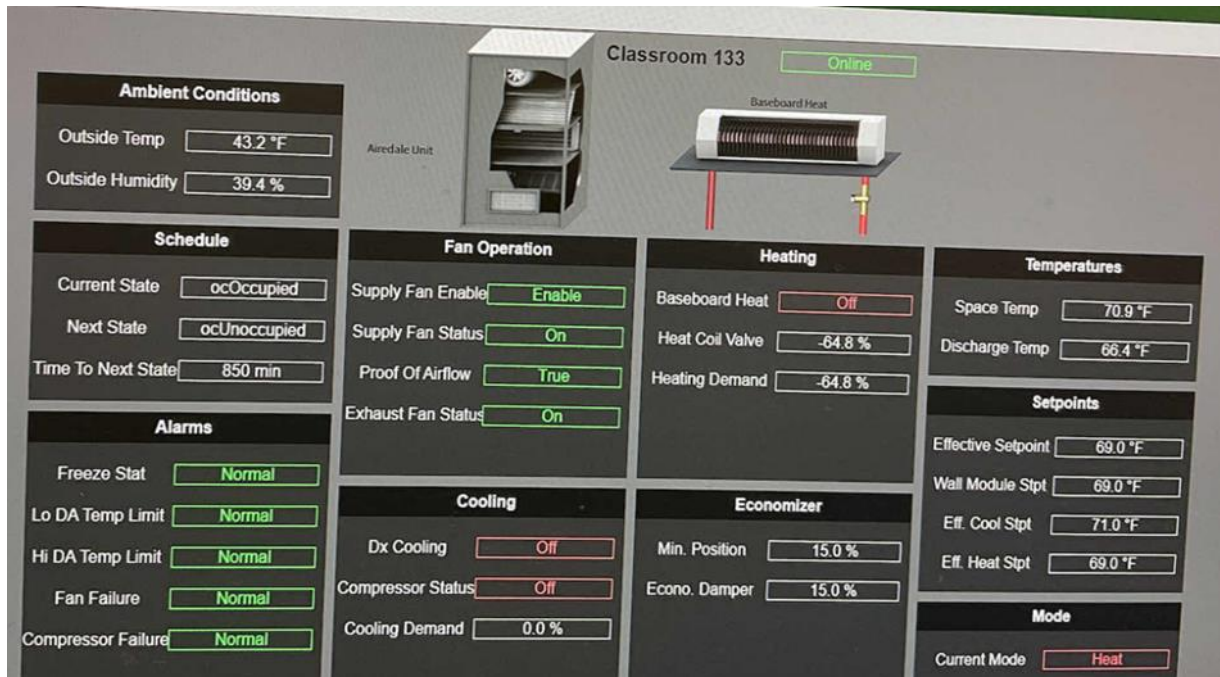 Classroom 133 Online
Airedale Unit
Baseboard Heat
Ambient Conditions
Outside Temp 43.2 °F
Outside Humidity 39.4 %
Schedule
Current State ocOccupied
Next State ocUnoccupied
Time To Next State 850 min
Alarms
Freeze Stat Normal
Lo DA Temp Limit Normal
Hi DA Temp Limit Normal
Fan Failure Normal
Compressor Failure Normal
Fan Operation
Supply Fan Enable Enable
Supply Fan Status On
Proof Of Airflow True
Exhaust Fan Status On
Cooling
Dx Cooling Off
Compressor Status Off
Cooling Demand 0.0 %
Heating
Baseboard Heat Off
Heat Coil Valve -64.8 %
Heating Demand -64.8 %
Economizer
Min. Position 15.0 %
Econo. Damper 15.0 %
Temperatures
Space Temp 70.9 °F
Discharge Temp 66.4 °F
Setpoints
Effective Setpoint 69.0 °F
Wall Module Stpt 69.0 °F
Eff. Cool Stpt 71.0 °F
Eff. Heat Stpt 69.0 °F
Mode
Current Mode Heat